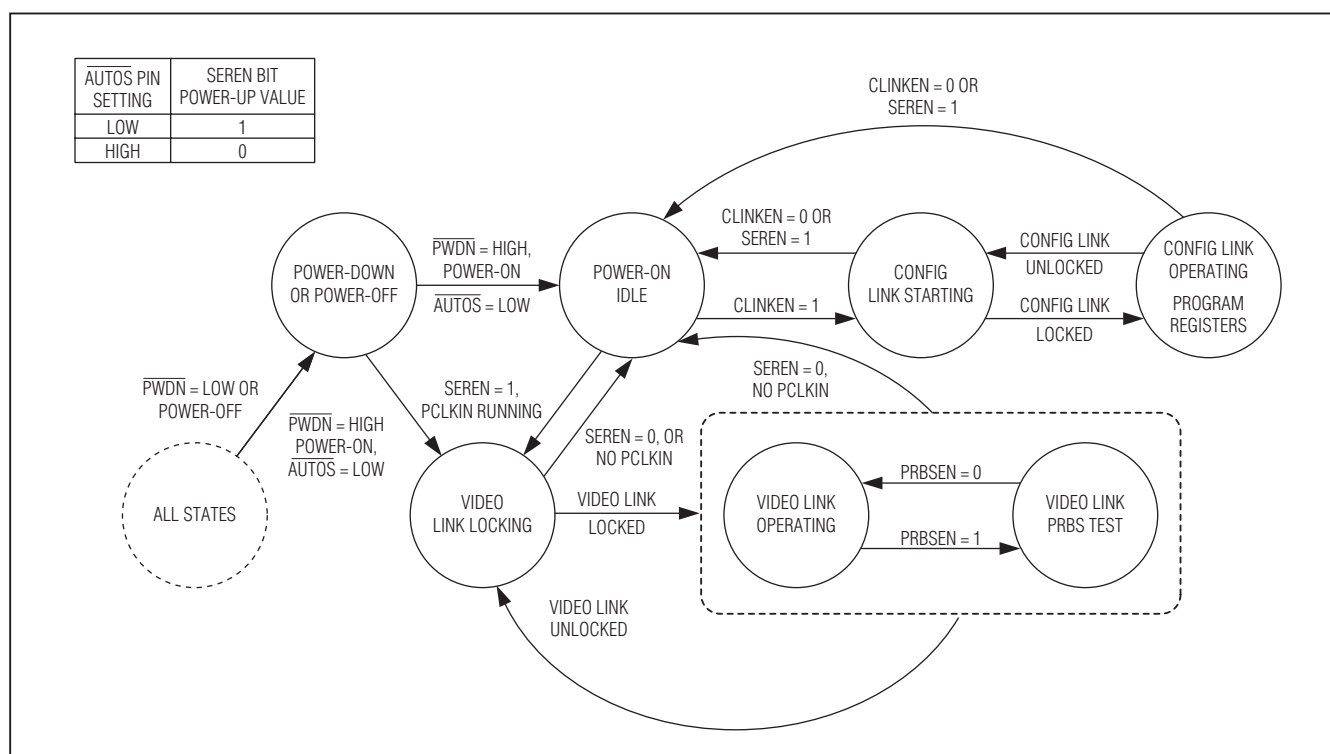 AUTOS PIN
SETTING
SEREN BIT
POWER-UP VALUE
LOW
1
HIGH
0
CLINKEN = 0 OR
SEREN = 1
POWER-DOWN
OR POWER-OFF
PWDN = HIGH,
POWER-ON
AUTOS = LOW
POWER-ON
IDLE
CLINKEN = 0 OR
SEREN = 1
CLINKEN = 1
CONFIG
LINK STARTING
CONFIG LINK
UNLOCKED
CONFIG LINK
LOCKED
CONFIG LINK
OPERATING
PROGRAM
REGISTERS
PWDN = LOW OR
POWER-OFF
PWDN = HIGH
POWER-ON,
AUTOS = LOW
SEREN = 1,
PCLKIN RUNNING
SEREN = 0, OR
NO PCLKIN
SEREN = 0,
NO PCLKIN
ALL STATES
VIDEO
LINK LOCKING
VIDEO LINK
LOCKED
VIDEO LINK
OPERATING
PRBSEN = 0
PRBSEN = 1
VIDEO LINK
PRBS TEST
VIDEO LINK
UNLOCKED